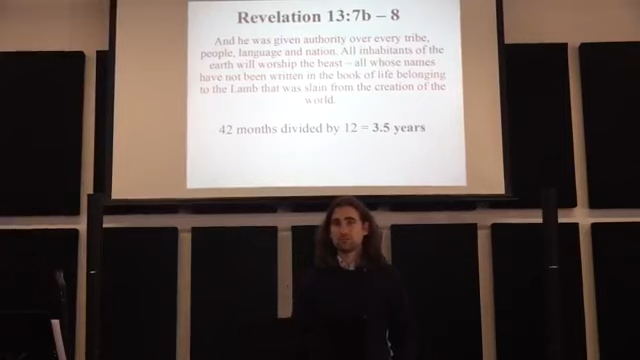 Revelation 13:7b – 8
And he was given authority over every tribe,
people, language and nation. All inhabitants of the
earth will worship the beast – all whose names
have not been written in the book of life belonging
to the Lamb that was slain from the creation of the
world.
42 months divided by 12 = 3.5 years